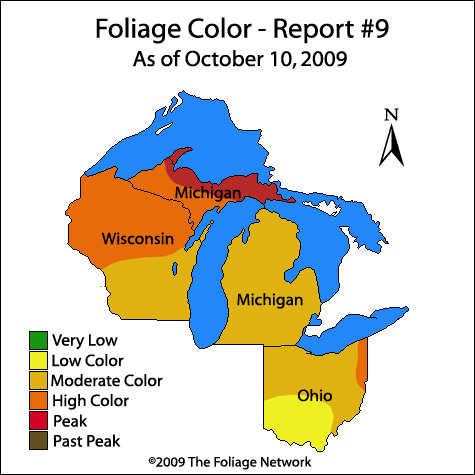 Foliage Color - Report #9
As of October 10, 2009
N
Michigan
Wisconsin
Michigan
Very Low
Low Color
Moderate Color
High Color
Peak
Past Peak
Ohio
©2009 The Foliage Network